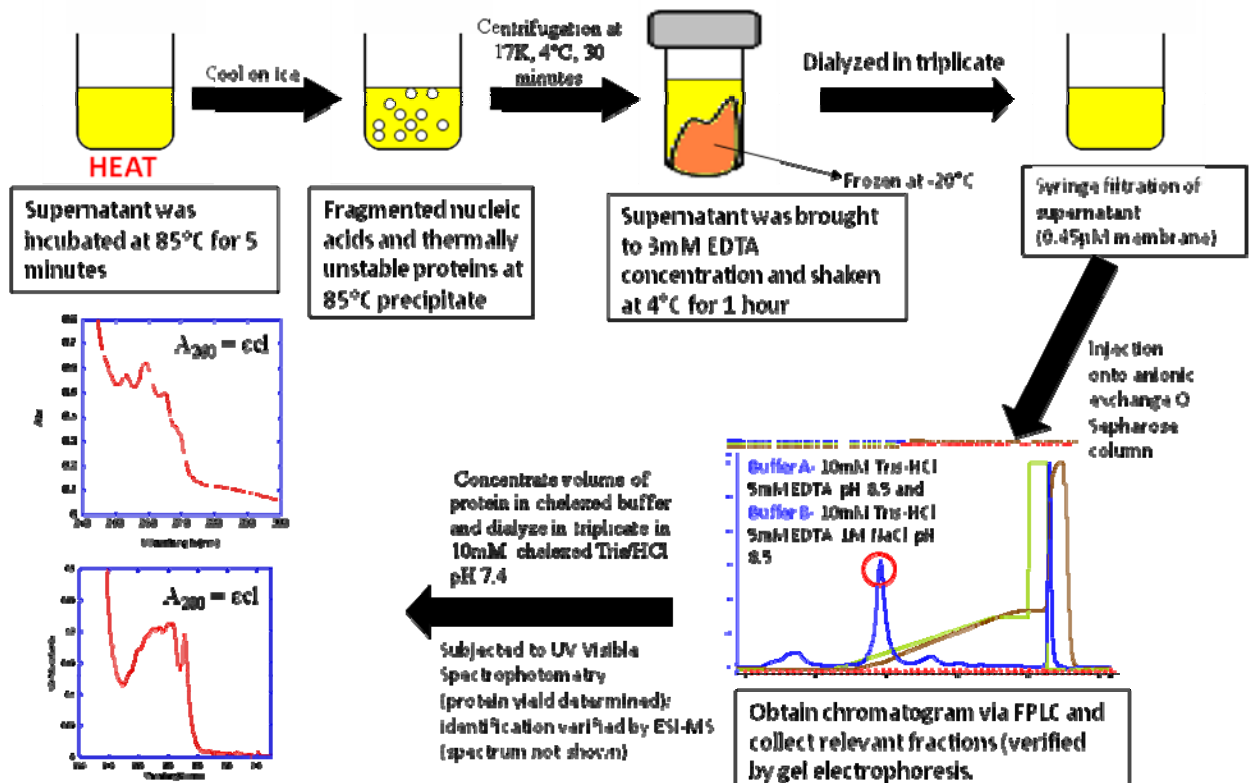 Cool on ice
Centrifugation at
17K, 4°C, 30
minutes
Dialyzed in triplicate
HEAT
Frozen at -20°C
Supernatant was
incubated at 85°C for 5
minutes
Fragmented nucleic
acids and thermally
unstable proteins at
85°C precipitate
Supernatant was brought
to 3mM EDTA
concentration and shaken
at 4°C for 1 hour
Syringe filtration of
supernatant
(0.45µM membrane)
Injection
onto anionic
exchange Q
Sepharose
column
A280 = εcl
Abs
A280 = εcl
Concentrate volume of
protein in chelexed buffer
and dialyze in triplicate in
10mM chelexed Tris/HCl
pH 7.4
Subjected to UV Visible
Spectrophotometry
(protein yield determined);
identification verified by ESI-MS
(spectrum not shown)
Buffer A- 10mM Tris-HCl
5mM EDTA pH 8.5 and
Buffer B- 10mM Tris-HCl
5mM EDTA 1M NaCl pH
8.5
Obtain chromatogram via FPLC and
collect relevant fractions (verified
by gel electrophoresis.